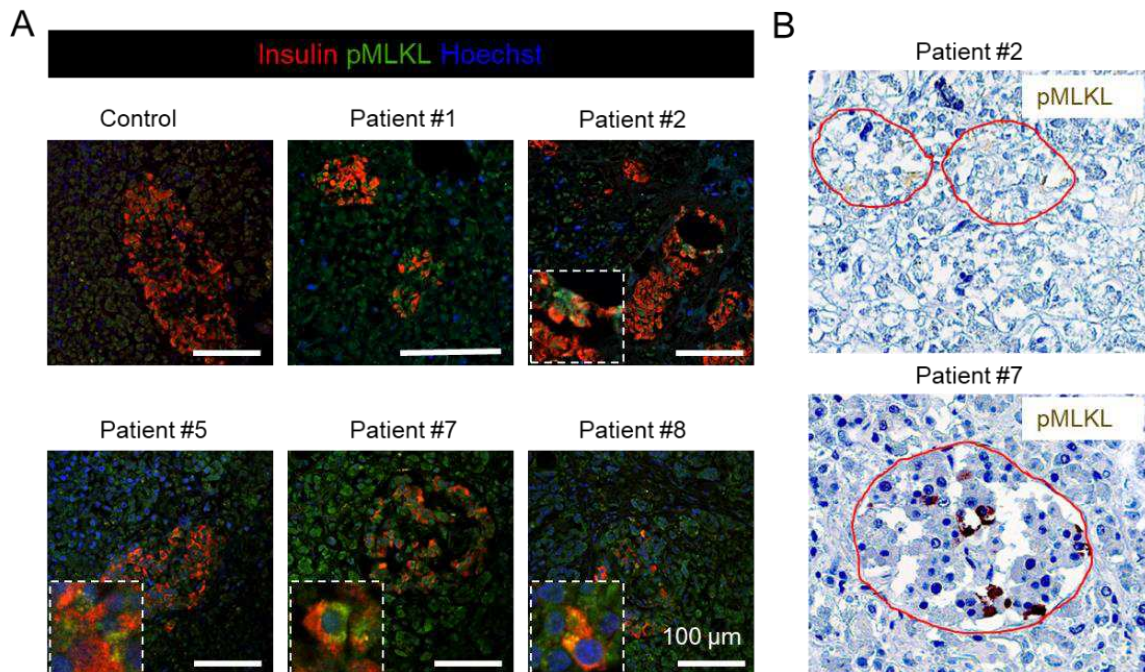 A
Insulin pMLKL Hoechst
Control
Patient #1
Patient #2
Patient #5
Patient #7
Patient #8
100 µm
B
Patient #2
pMLKL
Patient #7
pMLKL